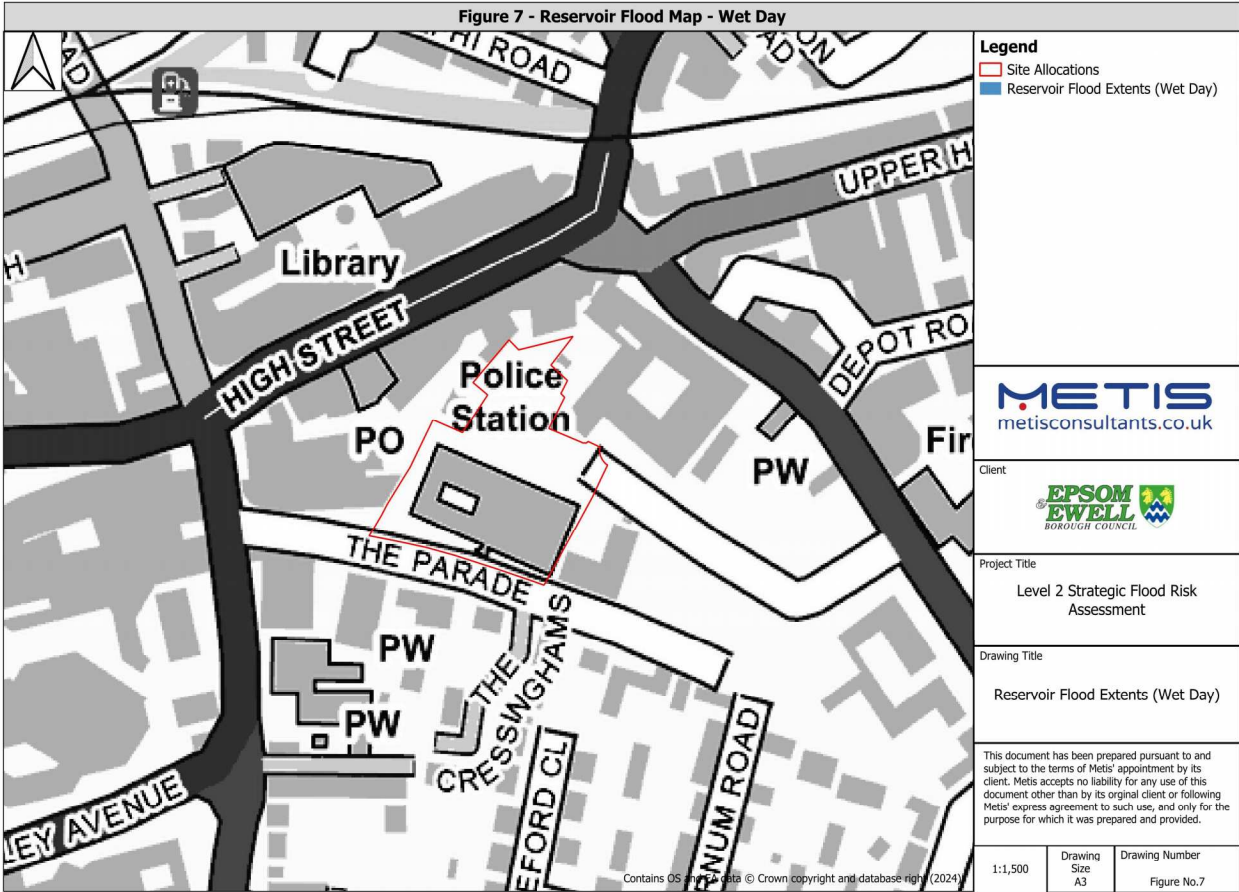 Figure 7 - Reservoir Flood Map - Wet Day
AD
PHI ROAD
ON
AD
UPPER H
Library
H
HIGH STREET
DEPOT RO
Police
Station
PO
PW
Fir
THE PARADE
PW
THE
CRESSINGHAMS
PW
LEY AVENUE
EFORD CL
RNUM ROAD
Contains OS and EA data © Crown copyright and database right (2024)
Legend
Site Allocations
Reservoir Flood Extents (Wet Day)
METIS
metisconsultants.co.uk
Client
EPSOM
& EWELL
BOROUGH COUNCIL
Project Title
Level 2 Strategic Flood Risk
Assessment
Drawing Title
Reservoir Flood Extents (Wet Day)
This document has been prepared pursuant to and
subject to the terms of Metis' appointment by its
client. Metis accepts no liability for any use of this
document other than by its orginal client or following
Metis' express agreement to such use, and only for the
purpose for which it was prepared and provided.
1:1,500
Drawing
Size
A3
Drawing Number
Figure No.7